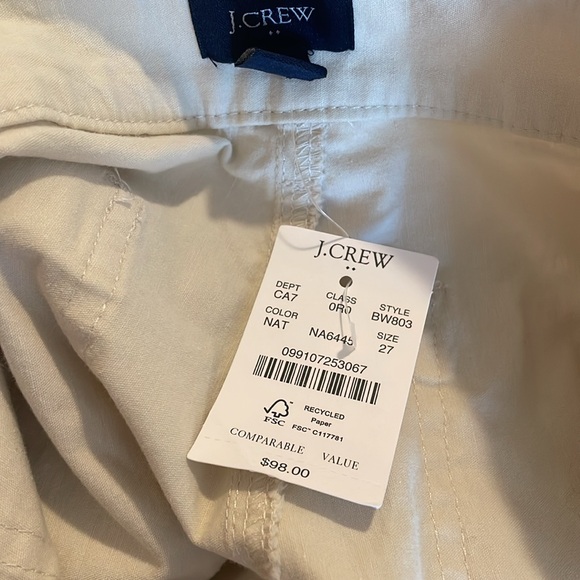 J.CREW
J.CREW
DEPT CLASS STYLE
CA7 0R0 BW803
COLOR SIZE
NAT NA6445 27
099107253067
FSC
RECYCLED
Paper
FSC™ C117781
COMPARABLE VALUE
$98.00